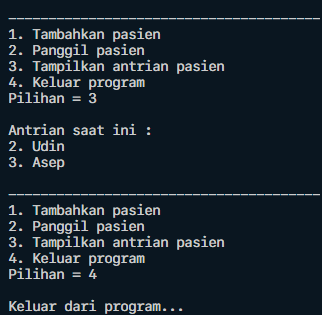 ----------------------------------------
1. Tambahkan pasien
2. Panggil pasien
3. Tampilkan antrian pasien
4. Keluar program
Pilihan = 3
Antrian saat ini :
2. Udin
3. Asep
----------------------------------------
1. Tambahkan pasien
2. Panggil pasien
3. Tampilkan antrian pasien
4. Keluar program
Pilihan = 4
Keluar dari program...